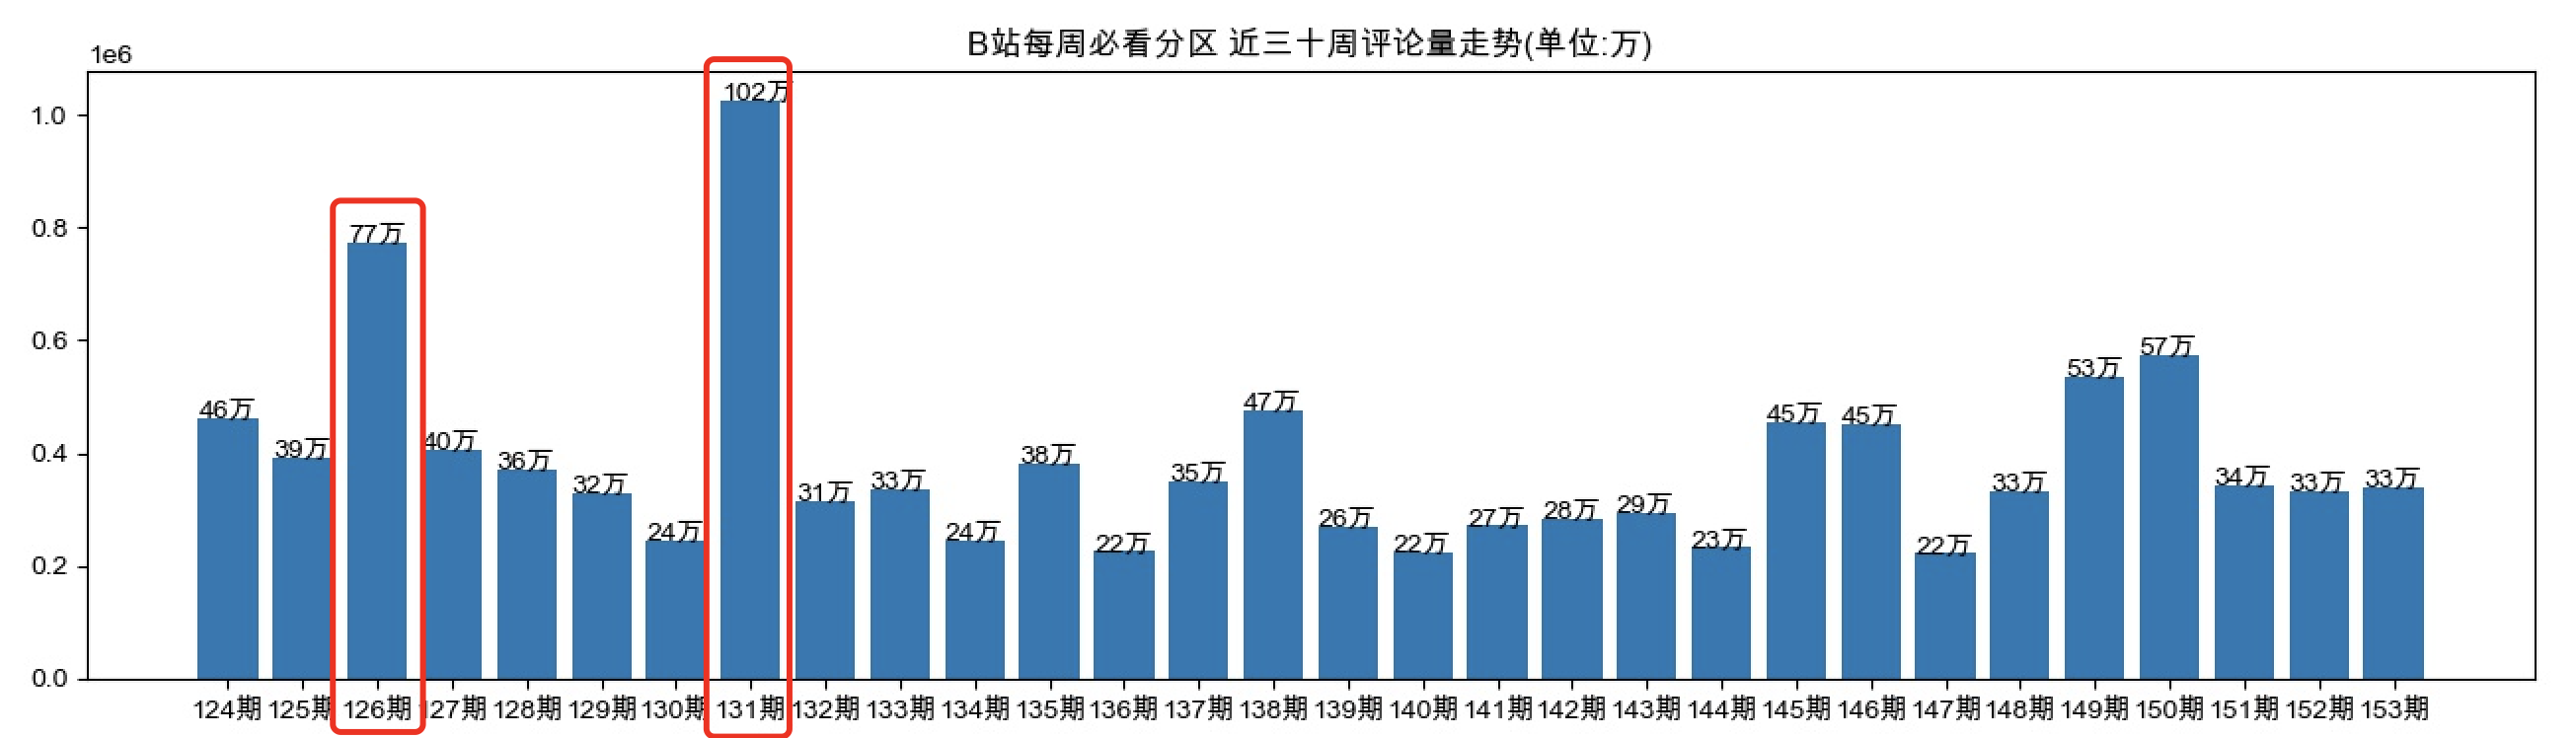 B站每周必看分区 近三十周评论量走势(单位:万)
1e6
1.0
0.8
0.6
0.4
0.2
0.0
46万 39万 77万 40万 36万 32万 24万 102万 31万 33万 24万 38万 22万 35万 47万 26万 22万 27万 28万 29万 23万 45万 45万 22万 33万 53万 57万 34万 33万 33万
124期 125期 126期 127期 128期 129期 130期 131期 132期 133期 134期 135期 136期 137期 138期 139期 140期 141期 142期 143期 144期 145期 146期 147期 148期 149期 150期 151期 152期 153期